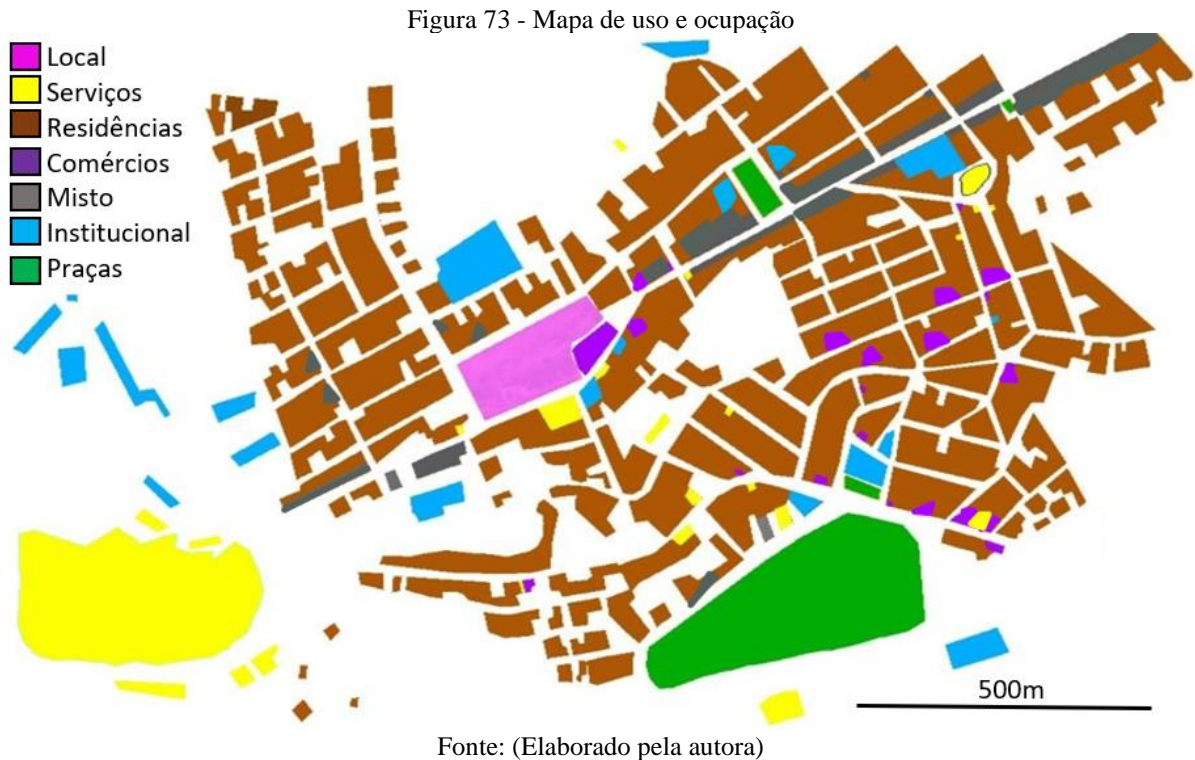 Figura 73 - Mapa de uso e ocupação
Local
Serviços
Residências
Comércios
Misto
Institucional
Praças
500m
Fonte: (Elaborado pela autora)